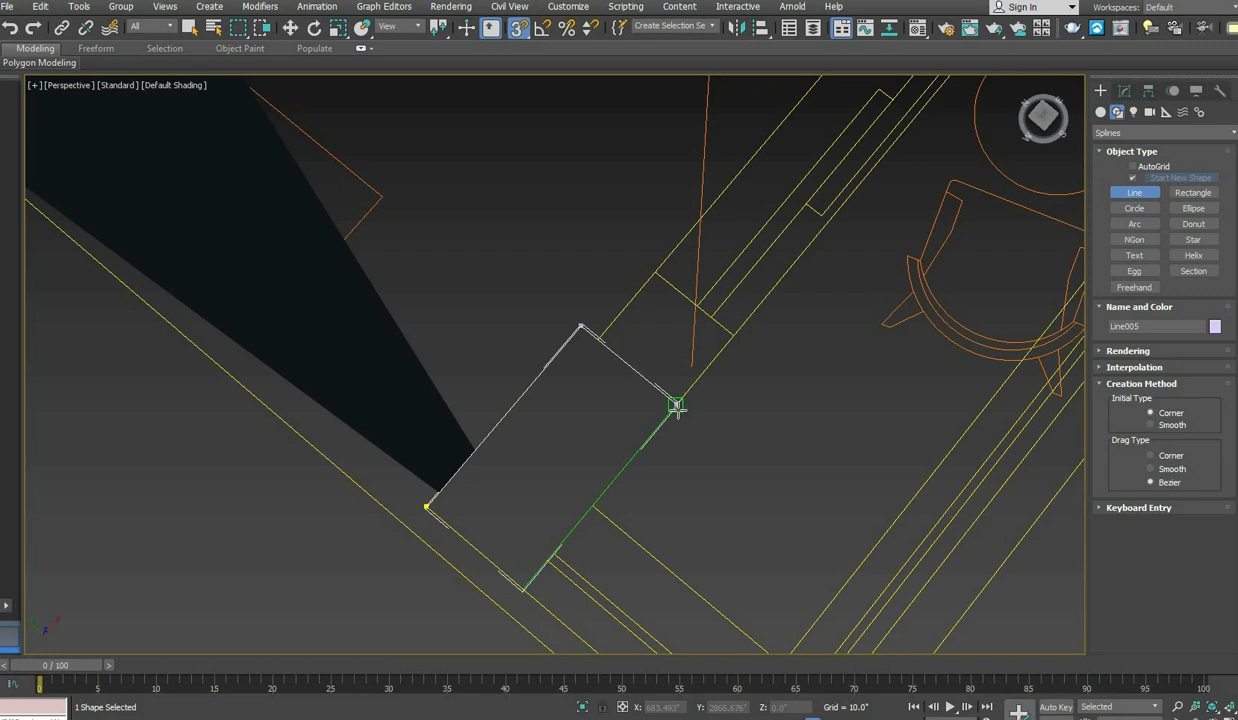 File Edit Tools Group Views Create Modifiers Animation Graph Editors Rendering Civil View Customize Scripting Content Interactive Arnold Help Sign In Workspaces: Default
All View Create Selection Se
Modeling Freeform Selection Object Paint Populate
Polygon Modeling
[+] [Perspective] [Standard] [Default Shading]
Splines
Object Type
AutoGrid
Start New Shape
Line Rectangle
Circle Ellipse
Arc Donut
NGon Star
Text Helix
Egg Section
Freehand
Name and Color
Line005
Rendering
Interpolation
Creation Method
Initial Type
Corner
Smooth
Drag Type
Corner
Smooth
Bezier
Keyboard Entry
< 0 / 100 >
0 5 10 15 20 25 30 35 40 45 50 55 60 65 70 75 80 85 90 95 100
1 Shape Selected X: 683.493" Y: 2866.676" Z: 0.0" Grid = 10.0" Auto Key Selected